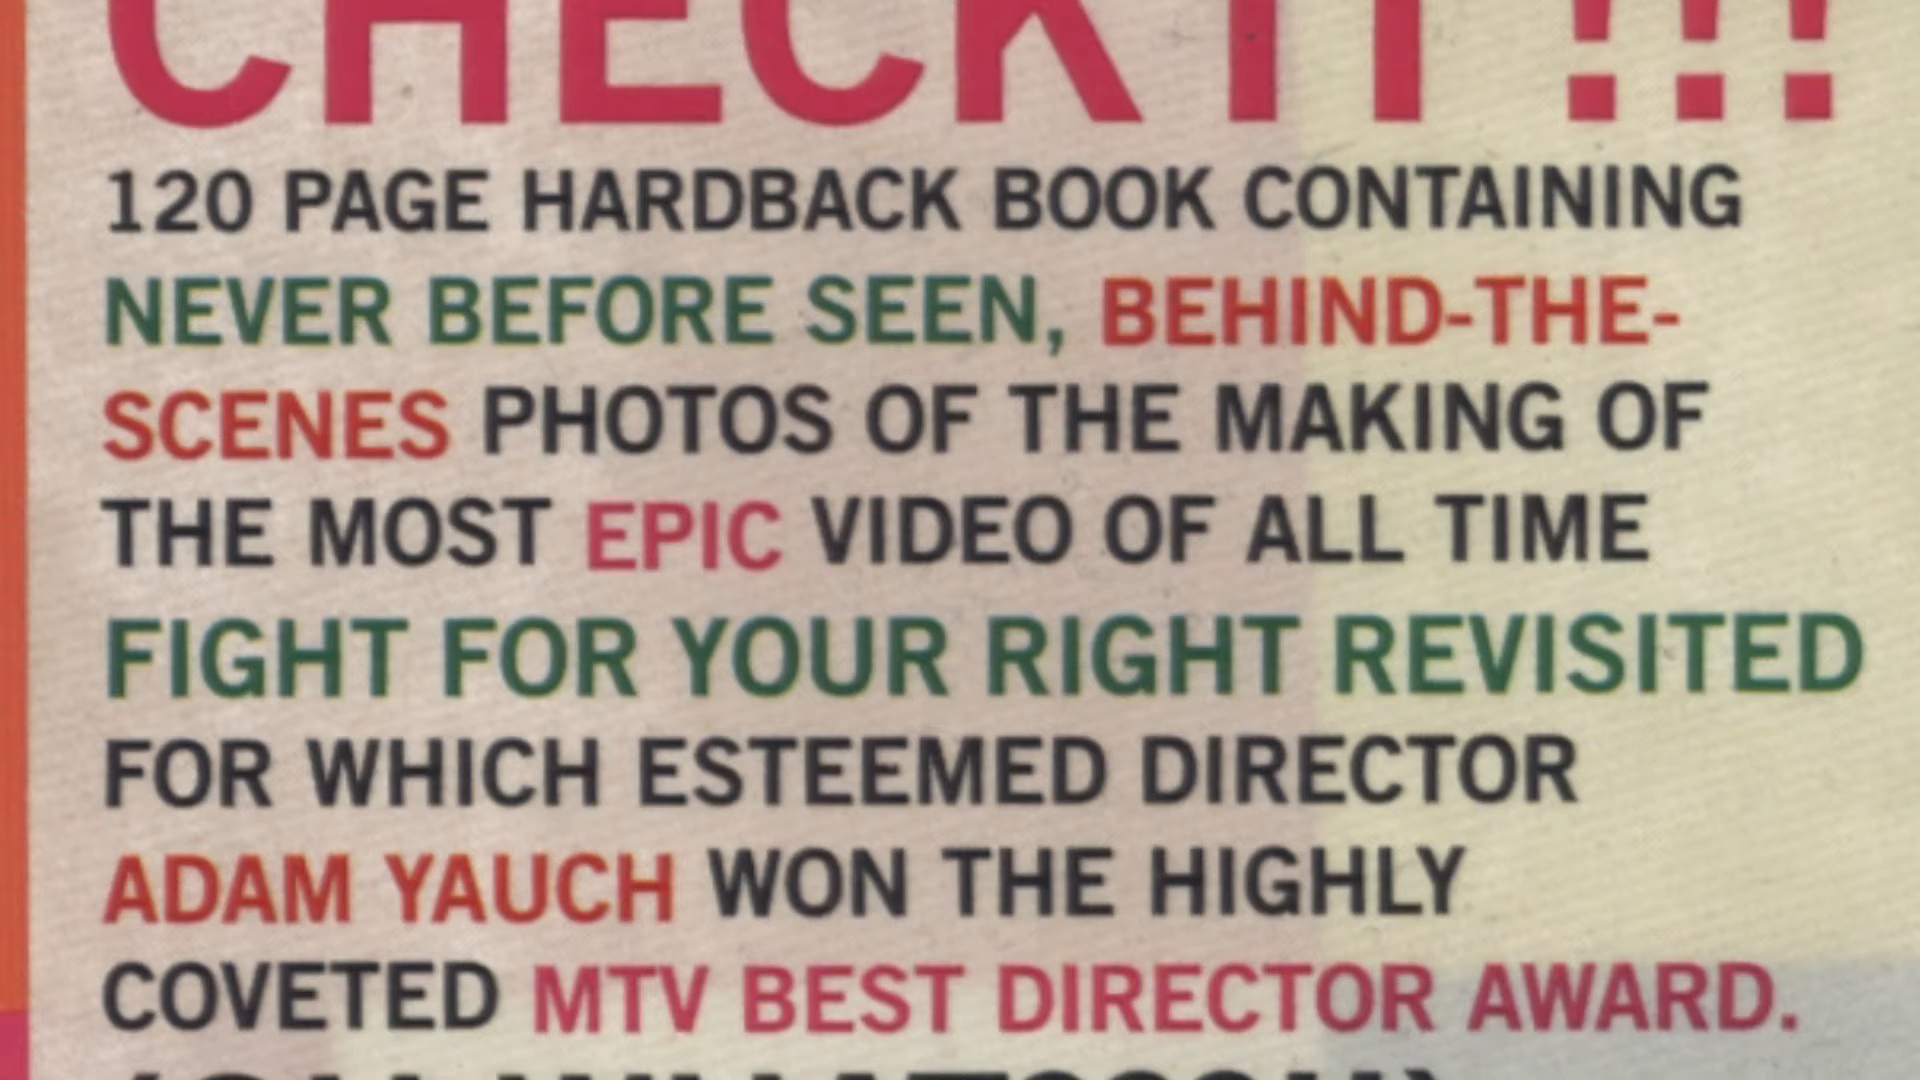 CHECK IT !!!
120 PAGE HARDBACK BOOK CONTAINING
NEVER BEFORE SEEN, BEHIND-THE-
SCENES PHOTOS OF THE MAKING OF
THE MOST EPIC VIDEO OF ALL TIME
FIGHT FOR YOUR RIGHT REVISITED
FOR WHICH ESTEEMED DIRECTOR
ADAM YAUCH WON THE HIGHLY
COVETED MTV BEST DIRECTOR AWARD.